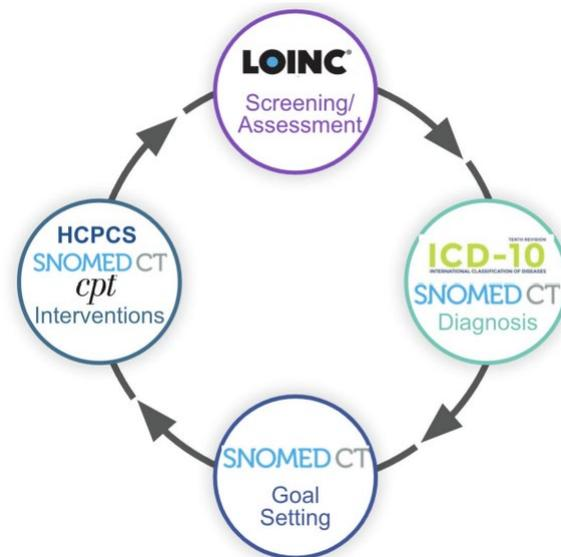 LOINC®
Screening/
Assessment
TENTH REVISION
ICD-10
INTERNATIONAL CLASSIFICATION OF DISEASES
SNOMED CT
Diagnosis
SNOMED CT
Goal
Setting
HCPCS
SNOMED CT
cpt
Interventions